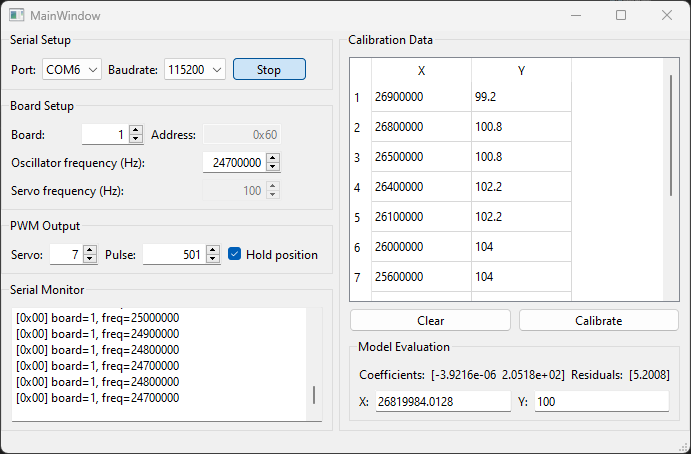 MainWindow
Serial Setup
Port: COM6 Baudrate: 115200 Stop
Board Setup
Board: 1 Address: 0x60
Oscillator frequency (Hz): 24700000
Servo frequency (Hz): 100
PWM Output
Servo: 7 Pulse: 501 Hold position
Serial Monitor
[0x00] board=1, freq=25000000
[0x00] board=1, freq=24900000
[0x00] board=1, freq=24800000
[0x00] board=1, freq=24700000
[0x00] board=1, freq=24800000
[0x00] board=1, freq=24700000
Calibration Data
X Y
1 26900000 99.2
2 26800000 100.8
3 26500000 100.8
4 26400000 102.2
5 26100000 102.2
6 26000000 104
7 25600000 104
Clear Calibrate
Model Evaluation
Coefficients: [-3.9216e-06 2.0518e+02] Residuals: [5.2008]
X: 26819984.0128 Y: 100